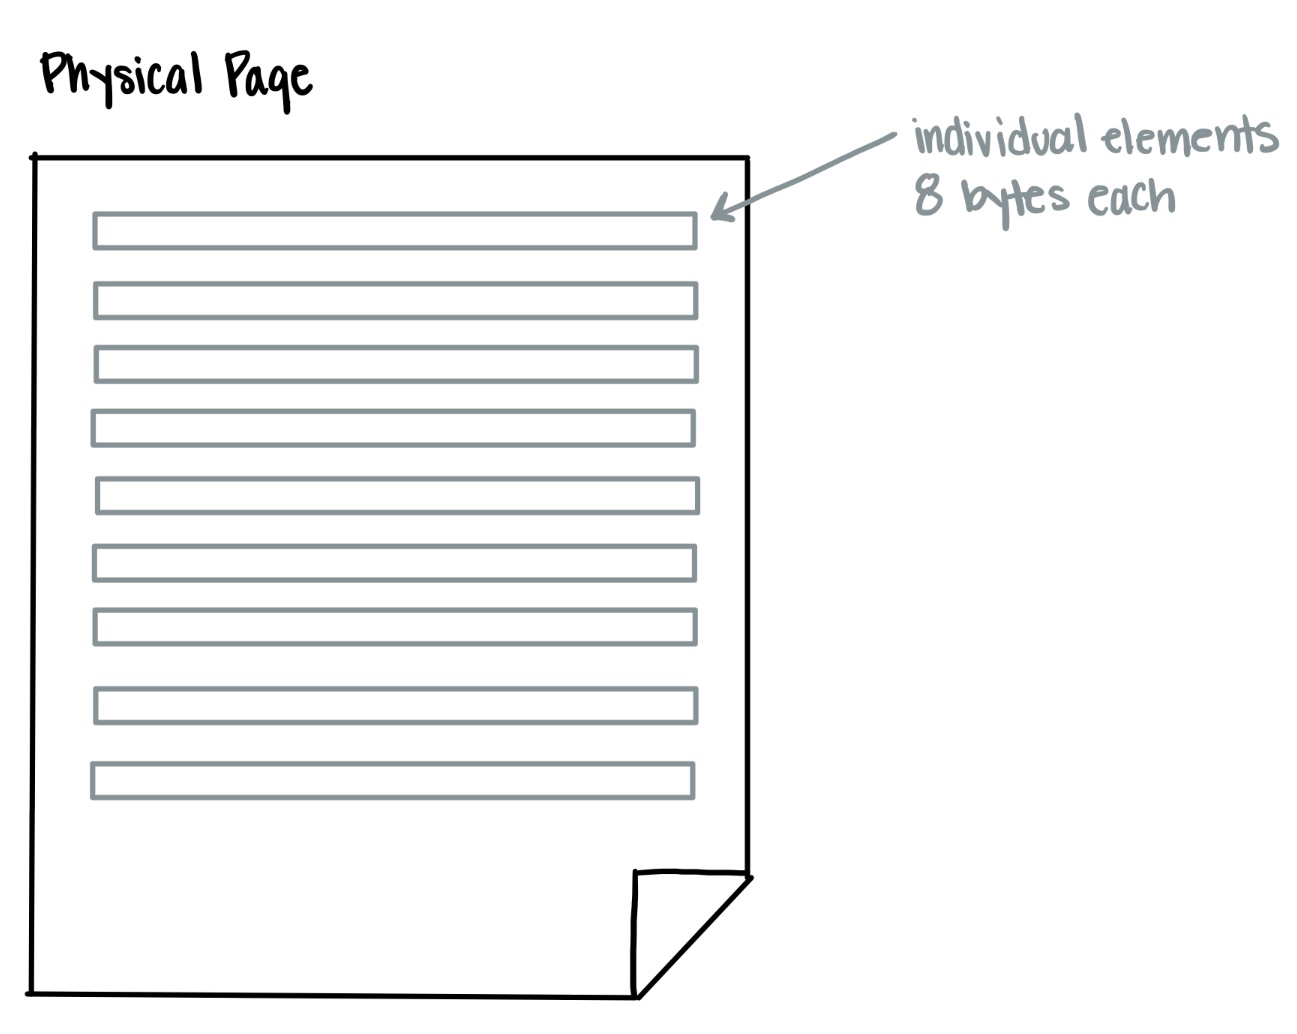 Physical Page
individual elements
8 bytes each